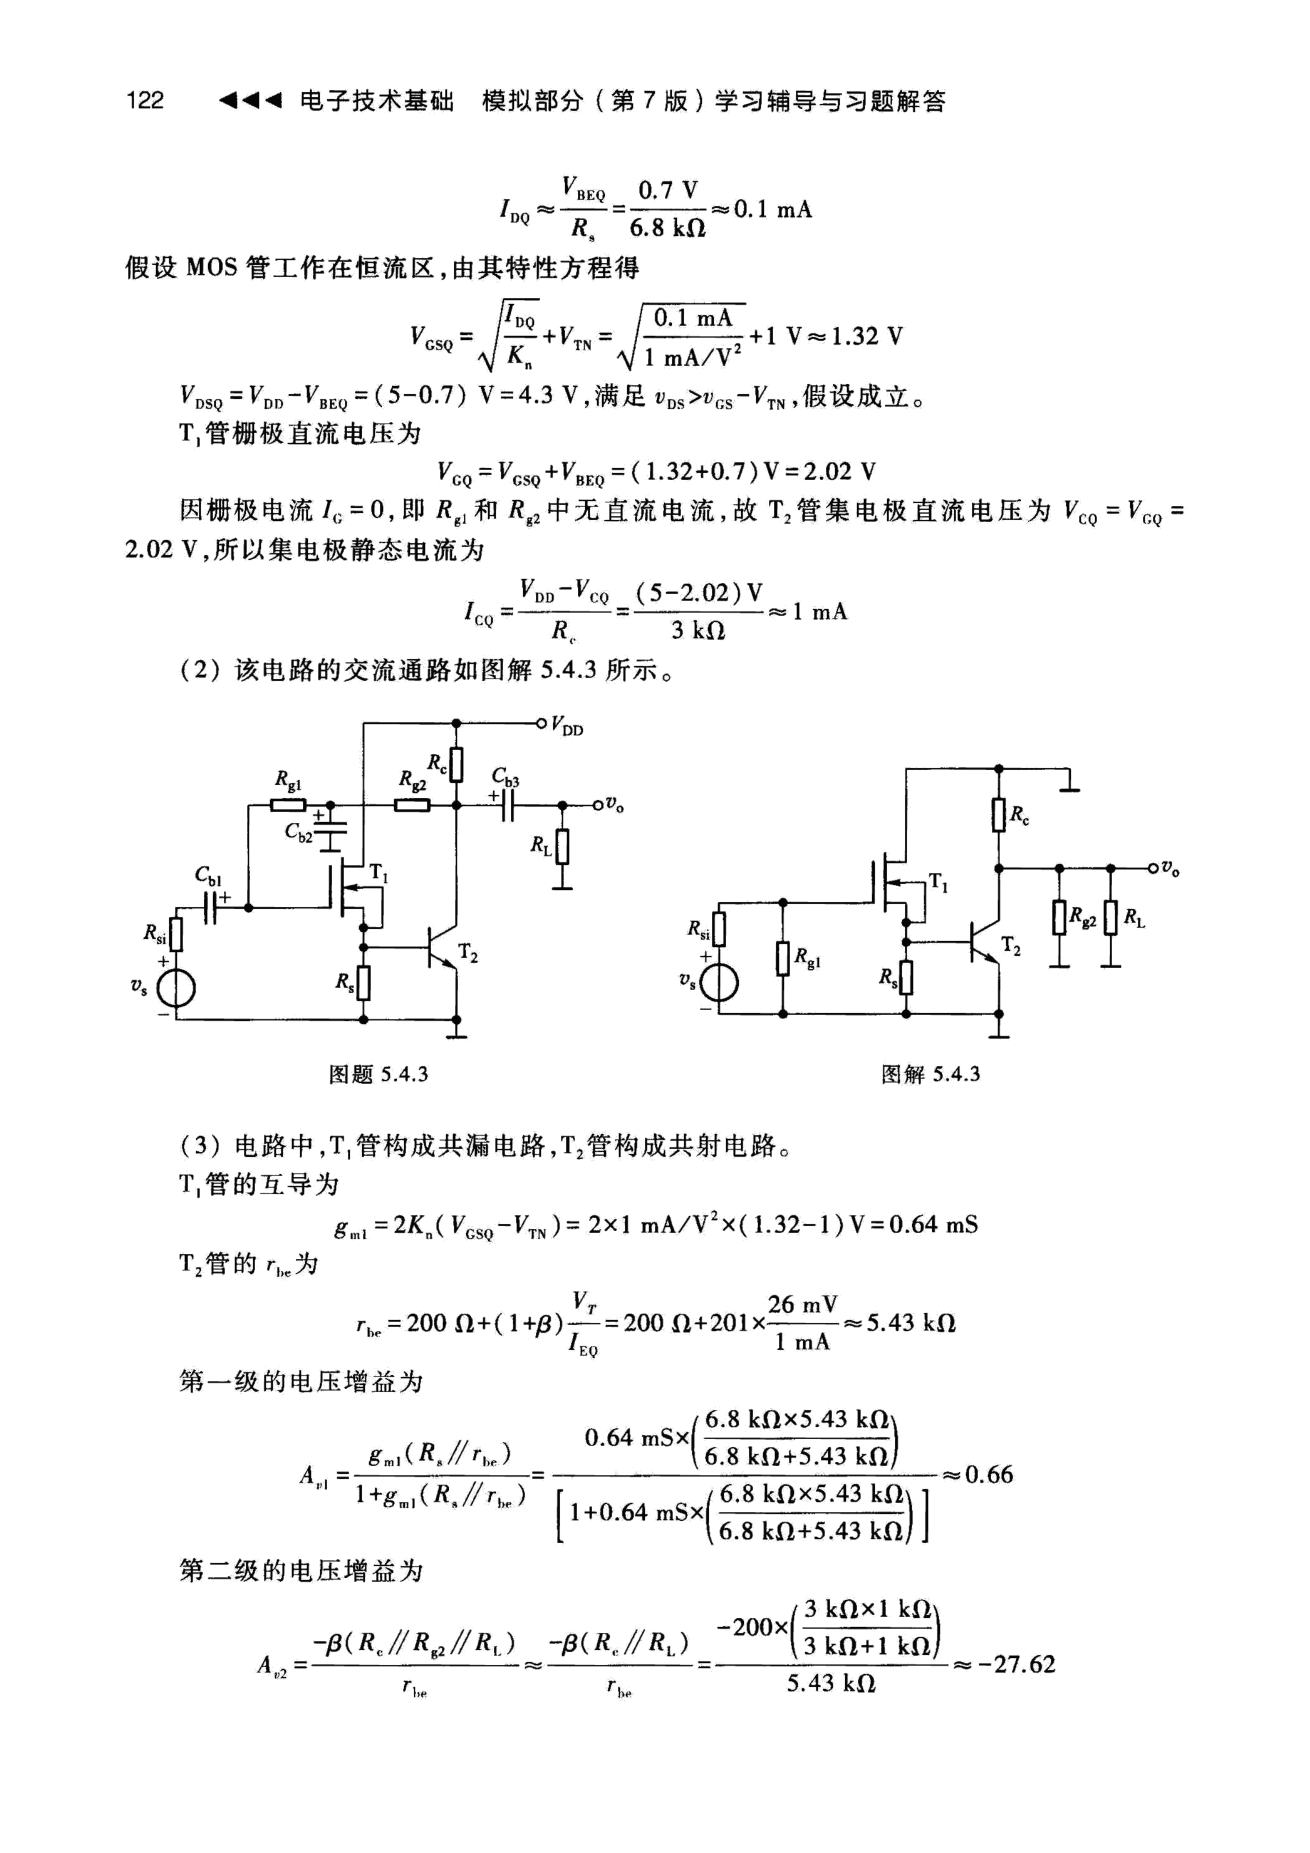 122 ◀◀◀ 电子技术基础 模拟部分(第7版)学习辅导与习题解答
I_DQ≈V_BEQ/R_s=0.7 V/6.8 kΩ≈0.1 mA
假设 MOS 管工作在恒流区,由其特性方程得
V_GSQ=√(I_DQ/K_n)+V_TN=√(0.1 mA/1 mA/V²)+1 V≈1.32 V
V_DSQ=V_DD-V_BEQ=(5-0.7) V=4.3 V,满足 v_DS>v_GS-V_TN,假设成立。
T₁管栅极直流电压为
V_GQ=V_GSQ+V_BEQ=(1.32+0.7)V=2.02 V
因栅极电流 I_G=0,即 R_g1 和 R_g2 中无直流电流,故 T₂管集电极直流电压为 V_CQ=V_GQ=
2.02 V,所以集电极静态电流为
I_CQ=(V_DD-V_CQ)/R_c=(5-2.02)V/3 kΩ≈1 mA
(2) 该电路的交流通路如图解 5.4.3 所示。
V_DD
R_g1
R_g2
R_c
C_b3
+
v_o
C_b2
+
R_L
C_b1
+
T₁
R_si
+
v_s
-
R_s
T₂
图题 5.4.3
R_c
T₁
v_o
R_si
+
v_s
-
R_g1
R_s
T₂
R_g2
R_L
图解 5.4.3
(3) 电路中,T₁管构成共漏电路,T₂管构成共射电路。
T₁管的互导为
g_m1=2K_n(V_GSQ-V_TN)=2×1 mA/V²×(1.32-1)V=0.64 mS
T₂管的 r_be为
r_be=200 Ω+(1+β)V_T/I_EQ=200 Ω+201×26 mV/1 mA≈5.43 kΩ
第一级的电压增益为
A_v1=g_m1(R_s∥r_be)/(1+g_m1(R_s∥r_be))=0.64 mS×(6.8 kΩ×5.43 kΩ/6.8 kΩ+5.43 kΩ)/[1+0.64 mS×(6.8 kΩ×5.43 kΩ/6.8 kΩ+5.43 kΩ)]≈0.66
第二级的电压增益为
A_v2=-β(R_c∥R_g2∥R_L)/r_be≈-β(R_c∥R_L)/r_be=-200×(3 kΩ×1 kΩ/3 kΩ+1 kΩ)/5.43 kΩ≈-27.62